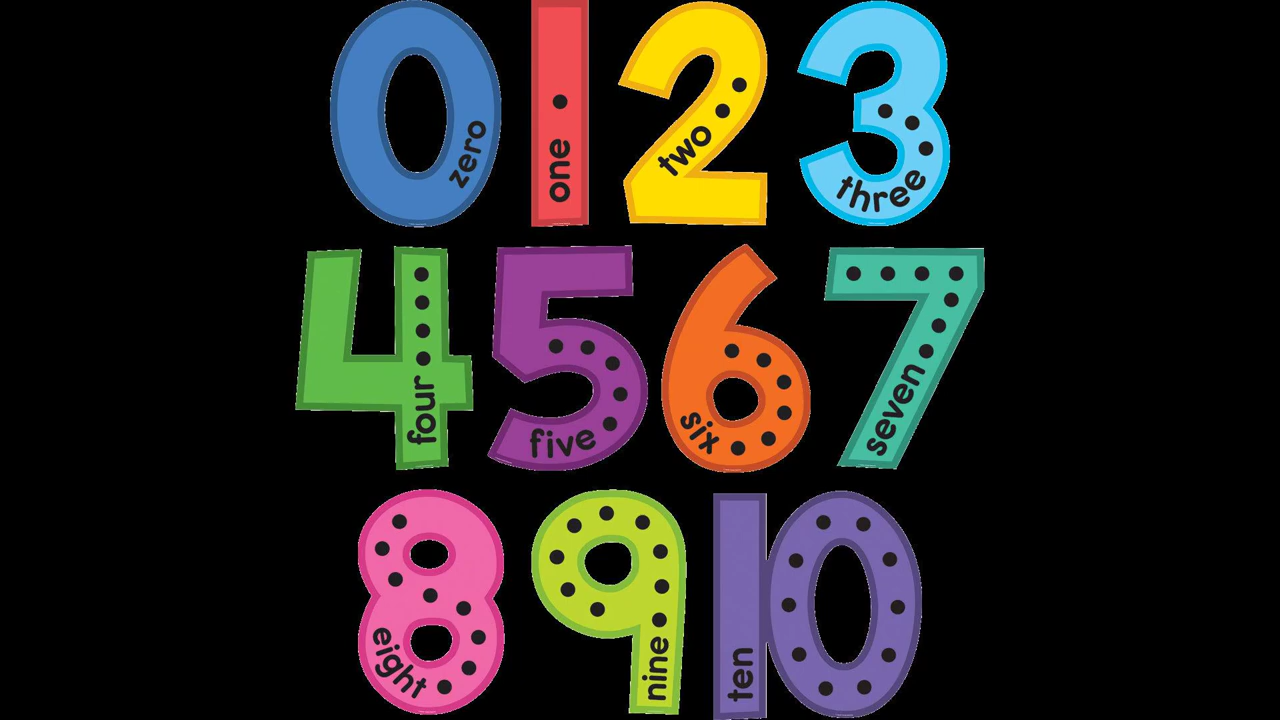 0 1 2 3
zero one two three
4 5 6 7
four five six seven
8 9 10
eight nine ten